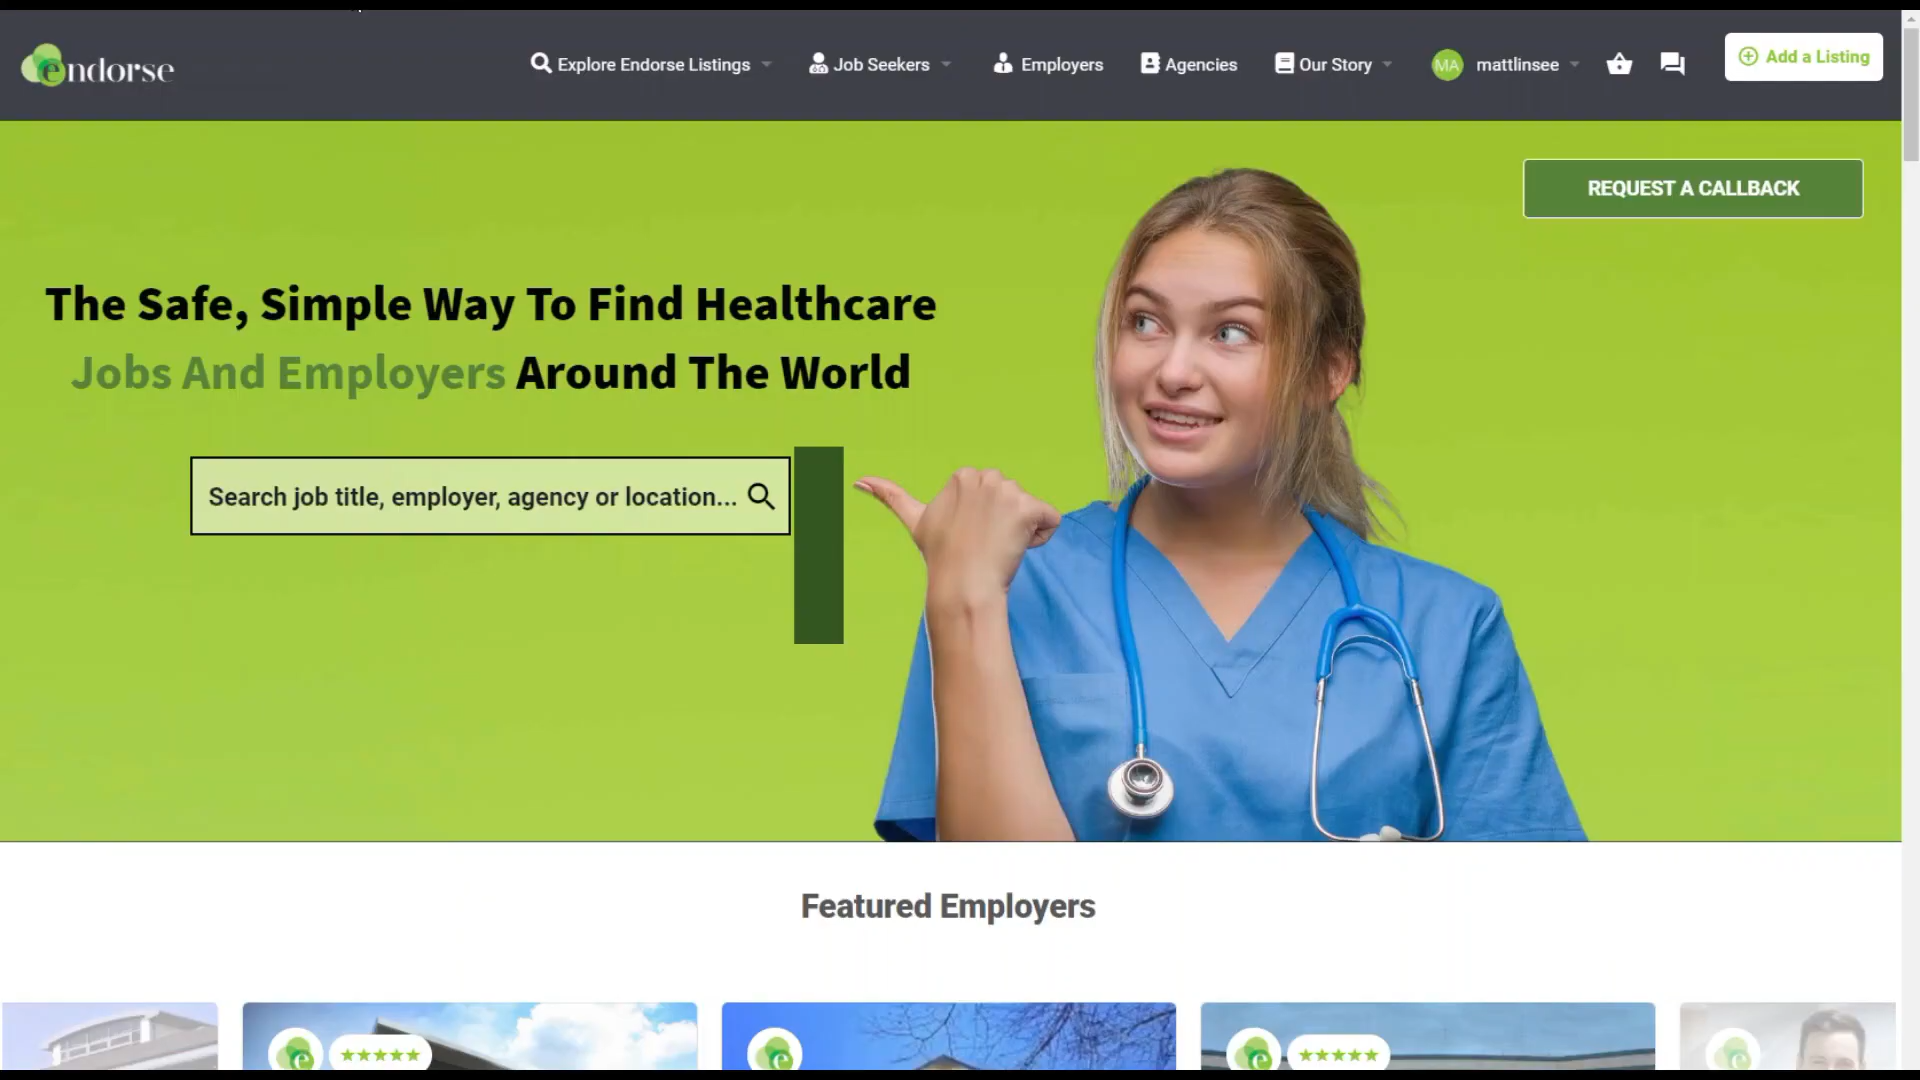 endorse
Explore Endorse Listings
Job Seekers
Employers
Agencies
Our Story
MA
mattlinsee
Add a Listing
REQUEST A CALLBACK
The Safe, Simple Way To Find Healthcare
Jobs And Employers Around The World
Search job title, employer, agency or location...
Featured Employers
e
e
e
e